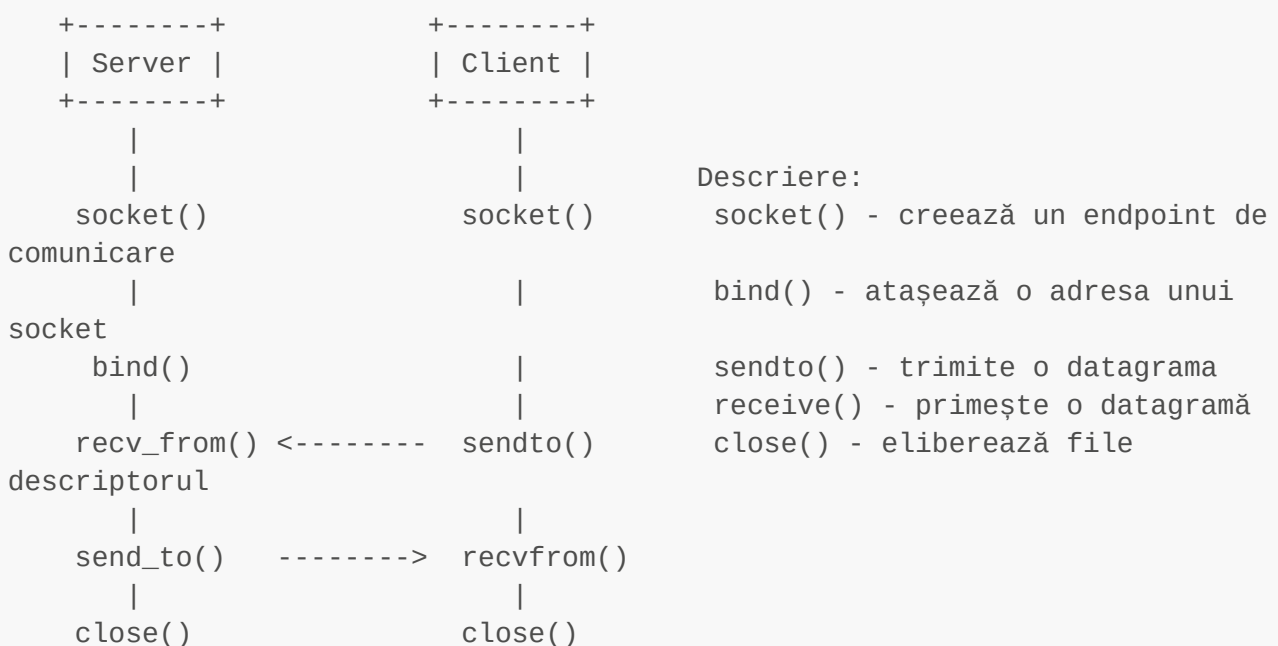 +--------+            +--------+
   | Server |            | Client |
   +--------+            +--------+
       |                      |
       |                      |          Descriere:
    socket()               socket()       socket() - creează un endpoint de
comunicare
       |                      |           bind() - atașează o adresa unui
socket
     bind()                   |           sendto() - trimite o datagrama
       |                      |           receive() - primește o datagramă
    recv_from() <--------  sendto()       close() - eliberează file
descriptorul
       |                      |
    send_to()   -------->  recvfrom()
       |                      |
    close()                close()